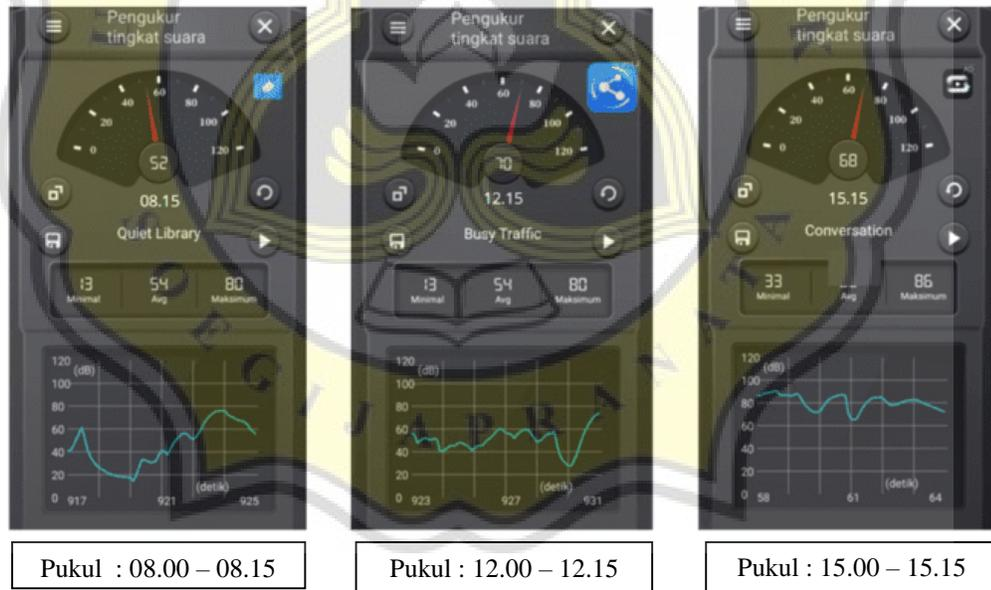 Pengukur
tingkat suara
0
20
40
60
80
100
120
52
08.15
Quiet Library
13
54
80
Minimal
Avg
Maksimum
120
(dB)
100
80
60
40
20
0
(detik)
917
921
925
Pukul : 08.00 – 08.15
Pengukur
tingkat suara
0
20
40
60
80
100
120
70
12.15
Busy Traffic
13
54
80
Minimal
Avg
Maksimum
120
(dB)
100
80
60
40
20
0
(detik)
923
927
931
Pukul : 12.00 – 12.15
Pengukur
tingkat suara
AD
0
20
40
60
80
100
120
68
15.15
Conversation
33
86
Minimal
Avg
Maksimum
120
(dB)
100
80
60
40
20
0
(detik)
58
61
64
Pukul : 15.00 – 15.15
SOEGIJAPRANATA